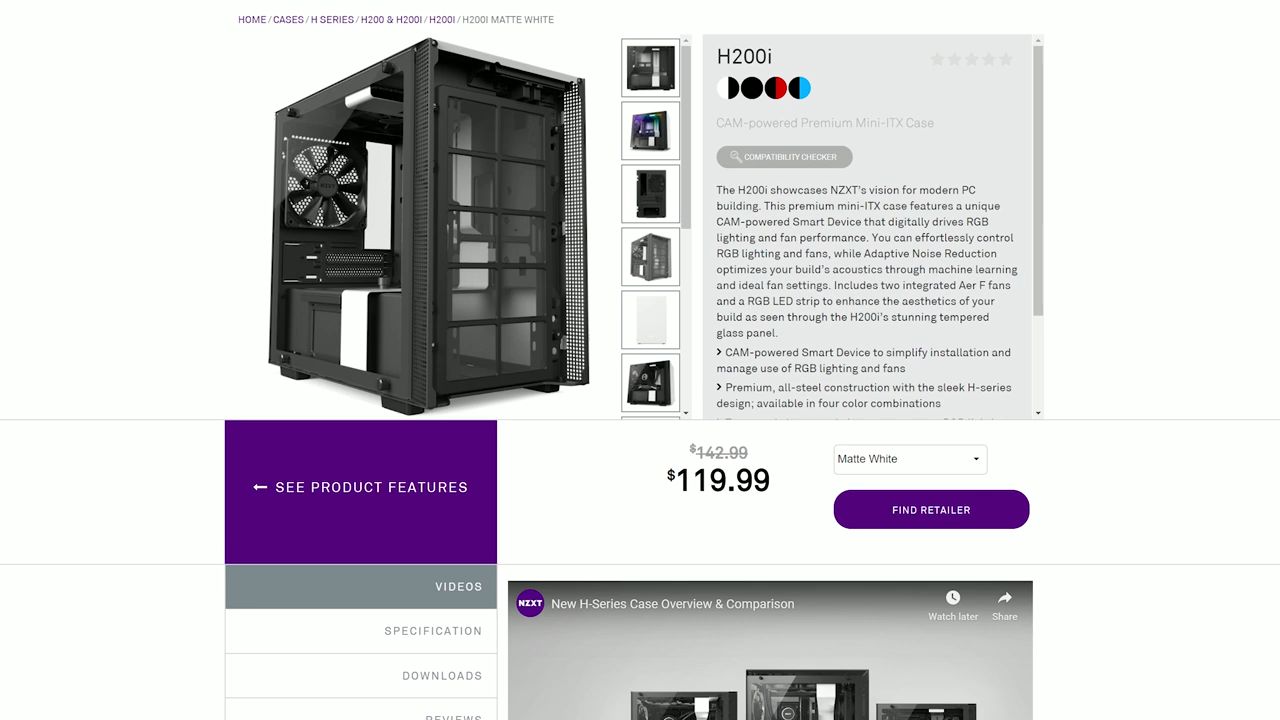 HOME / CASES / H SERIES / H200 & H200I / H200I / H200I MATTE WHITE
NZXT
H200i
CAM-powered Premium Mini-ITX Case
COMPATIBILITY CHECKER
The H200i showcases NZXT's vision for modern PC
building. This premium mini-ITX case features a unique
CAM-powered Smart Device that digitally drives RGB
lighting and fan performance. You can effortlessly control
RGB lighting and fans, while Adaptive Noise Reduction
optimizes your build's acoustics through machine learning
and ideal fan settings. Includes two integrated Aer F fans
and a RGB LED strip to enhance the aesthetics of your
build as seen through the H200i's stunning tempered
glass panel.
CAM-powered Smart Device to simplify installation and
manage use of RGB lighting and fans
Premium, all-steel construction with the sleek H-series
design; available in four color combinations
SEE PRODUCT FEATURES
$142.99
$119.99
Matte White
FIND RETAILER
VIDEOS
SPECIFICATION
DOWNLOADS
REVIEWS
NZXT New H-Series Case Overview & Comparison
Watch later
Share